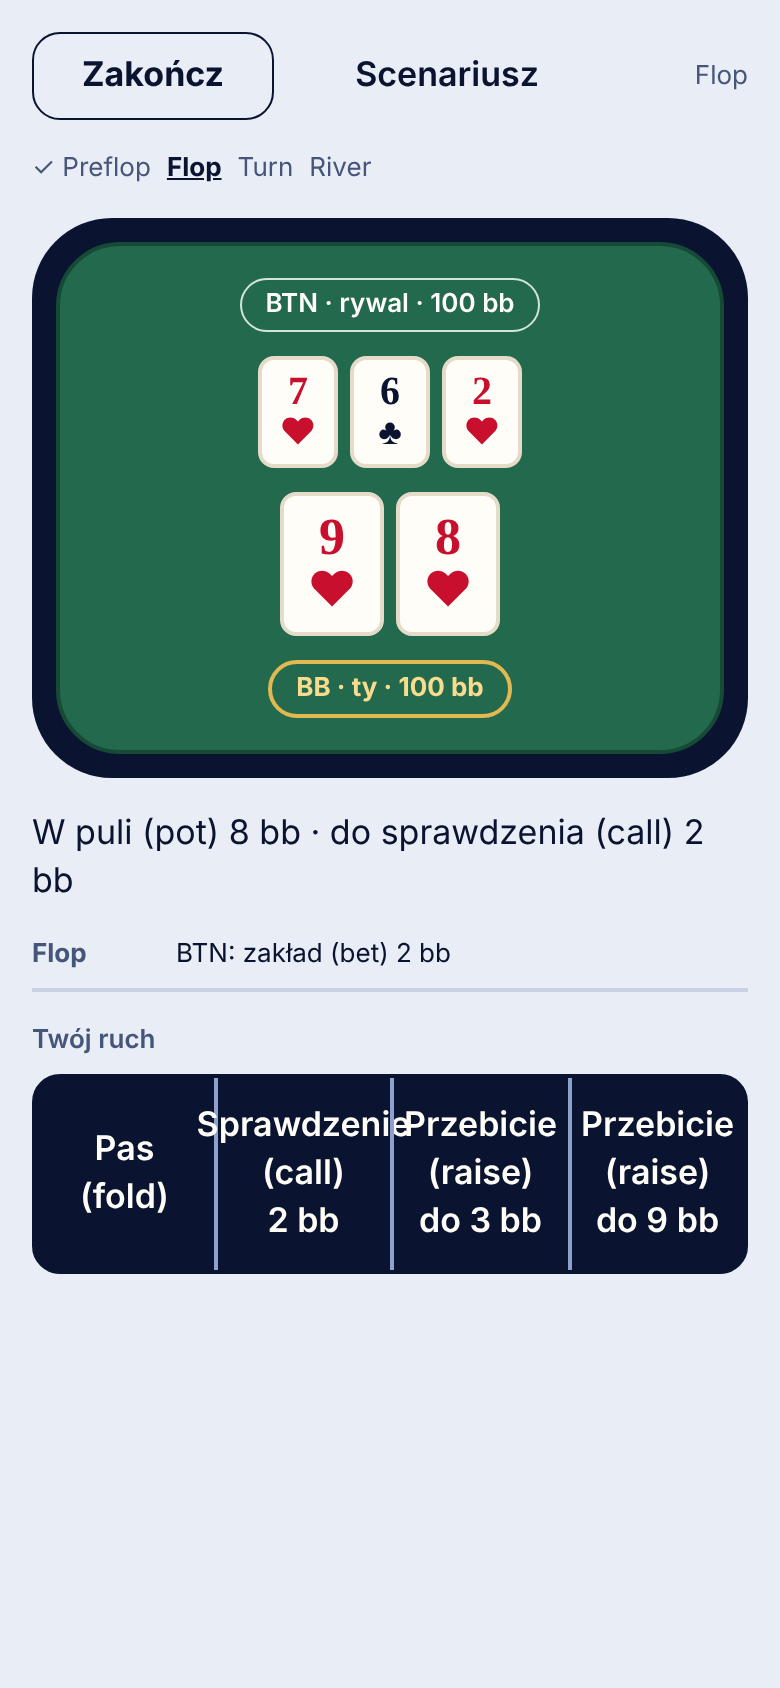 Zakończ Scenariusz Flop
✓ Preflop Flop Turn River
BTN · rywal · 100 bb
7 6 2
♥ ♣ ♥
9 8
♥ ♥
BB · ty · 100 bb
W puli (pot) 8 bb · do sprawdzenia (call) 2
bb
Flop BTN: zakład (bet) 2 bb
Twój ruch
Pas
(fold)
Sprawdzenie
(call)
2 bb
Przebicie
(raise)
do 3 bb
Przebicie
(raise)
do 9 bb